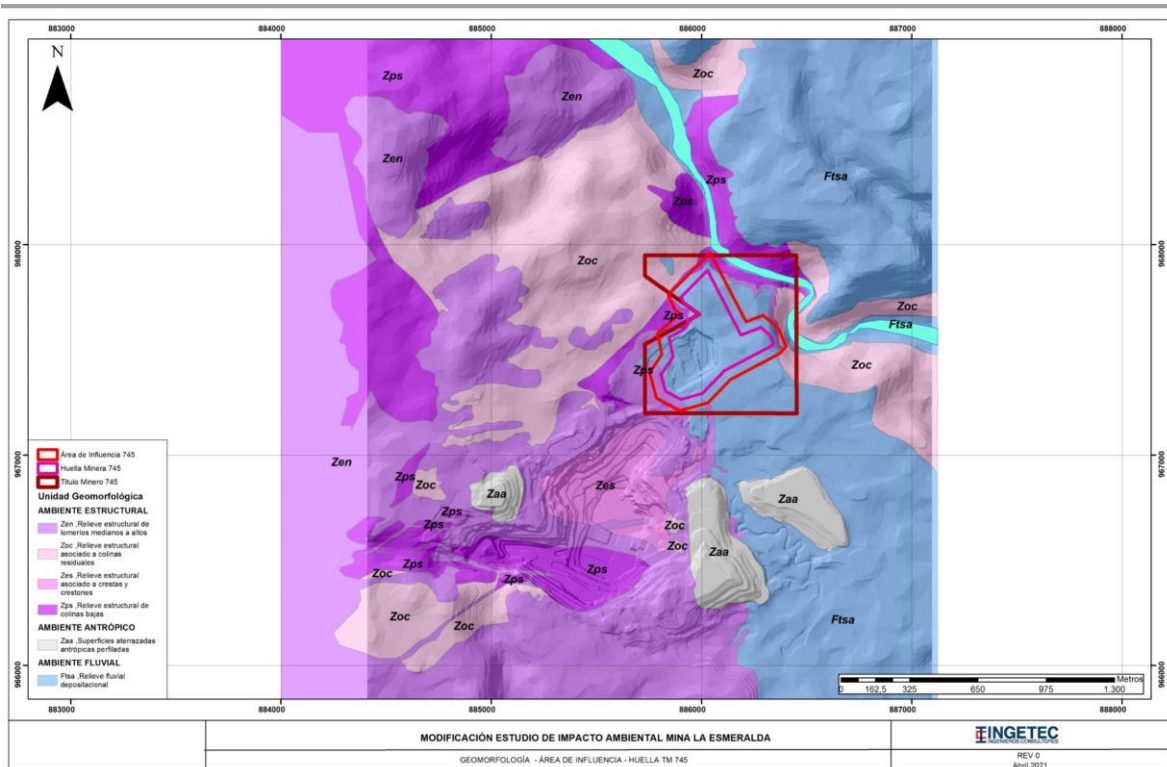 883000 884000 885000 886000 887000 888000
N
968000 968000
967000 967000
966000 966000
Zps
Zen
Zoc
Zen
Zps
Ftsa
Zps
Zoc
Zps
Zoc
Ftsa
Zps
Zoc
Zen
Zps
Zoc
Zaa
Zes
Zaa
Zps
Zps
Zoc
Zoc
Zaa
Zps
Zoc
Zps
Zps
Zoc
Zoc
Ftsa
Área de Influencia 745
Huella Minera 745
Titulo Minero 745
Unidad Geomorfológica
AMBIENTE ESTRUCTURAL
Zen ,Relieve estructural de
lomeríos medianos a altos
Zoc ,Relieve estructural
asociado a colinas
residuales
Zes ,Relieve estructural
asociado a crestas y
crestones
Zps ,Relieve estructural de
colinas bajas
AMBIENTE ANTRÓPICO
Zaa ,Superficies aterrazadas
antrópicas perfiladas
AMBIENTE FLUVIAL
Ftsa ,Relieve fluvial
depositacional
Metros
0 162,5 325 650 975 1.300
883000 884000 885000 886000 887000 888000
MODIFICACIÓN ESTUDIO DE IMPACTO AMBIENTAL MINA LA ESMERALDA
GEOMORFOLOGÍA - ÁREA DE INFLUENCIA - HUELLA TM 745
INGETEC
INGENIEROS CONSULTORES
REV 0
Abril 2021